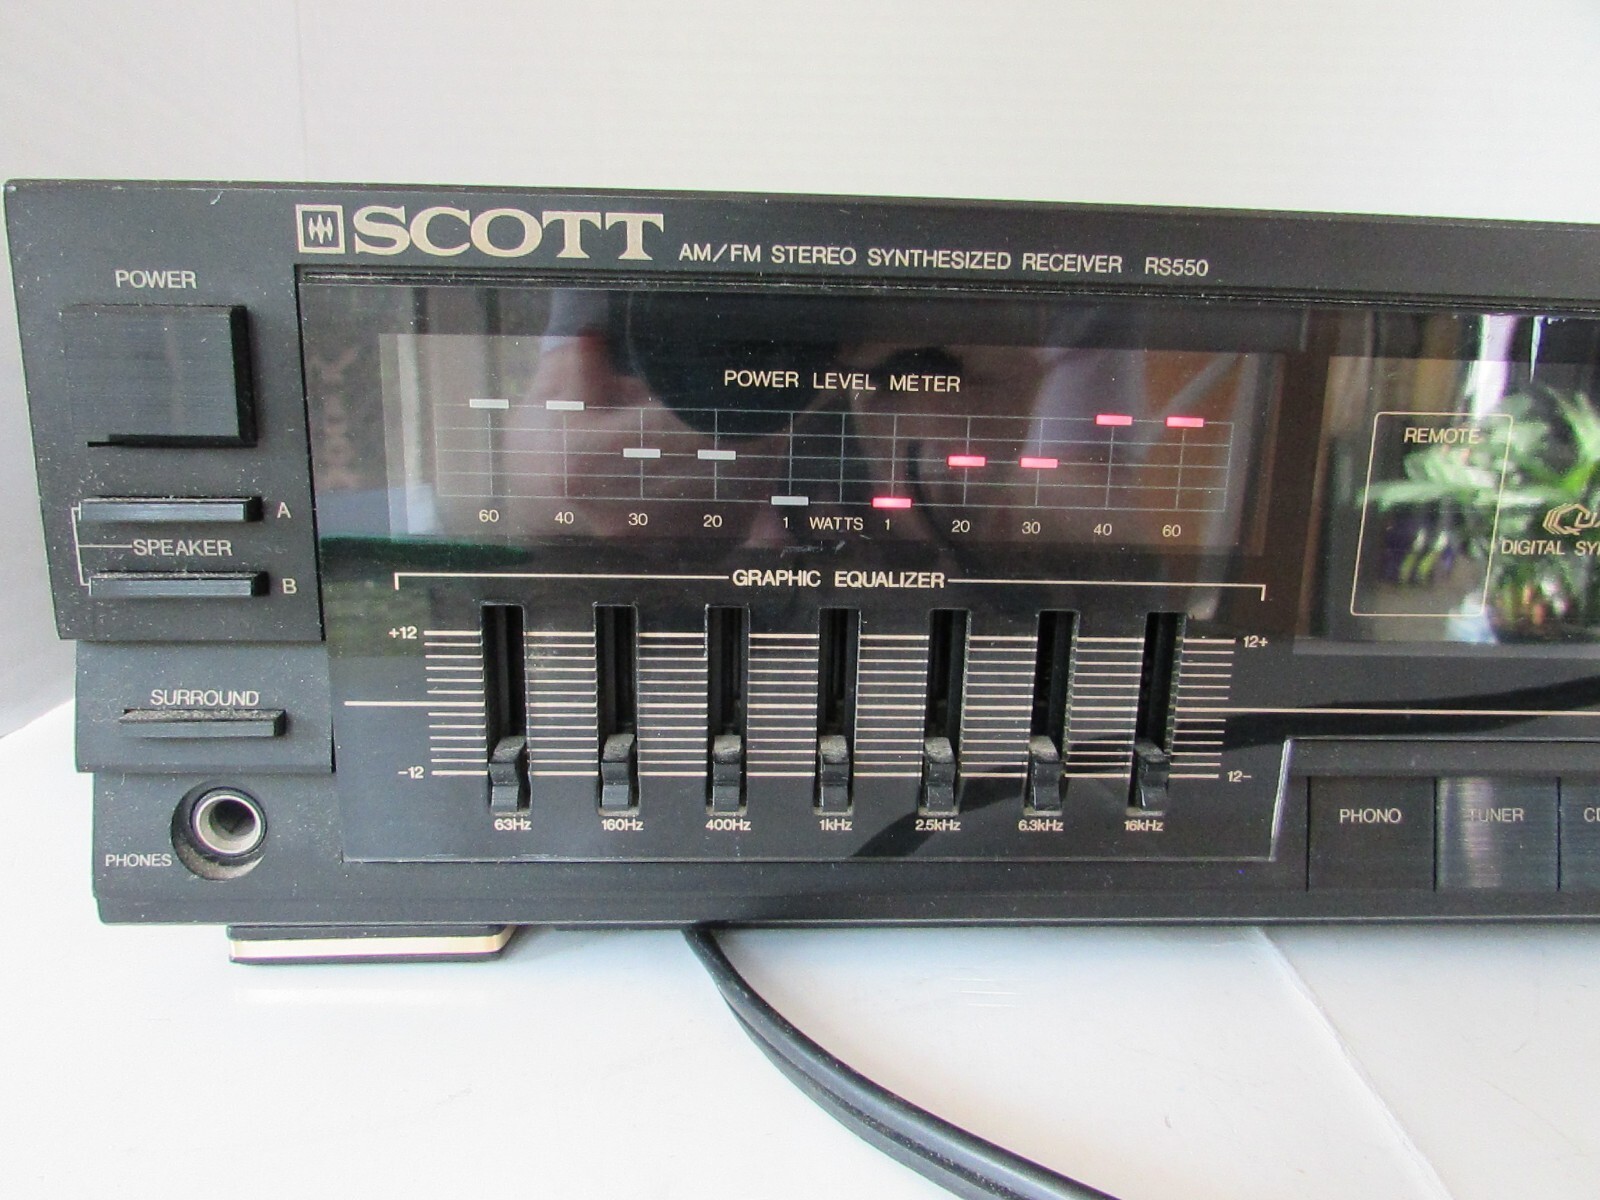 SCOTT AM/FM STEREO SYNTHESIZED RECEIVER RS550
POWER
POWER LEVEL METER
60 40 30 20 1 WATTS 1 20 30 40 60
REMOTE
A
SPEAKER
B
DIGITAL
GRAPHIC EQUALIZER
+12 12+
-12 12-
63Hz 160Hz 400Hz 1kHz 2.5kHz 6.3kHz 16kHz
SURROUND
PHONES
PHONO TUNER